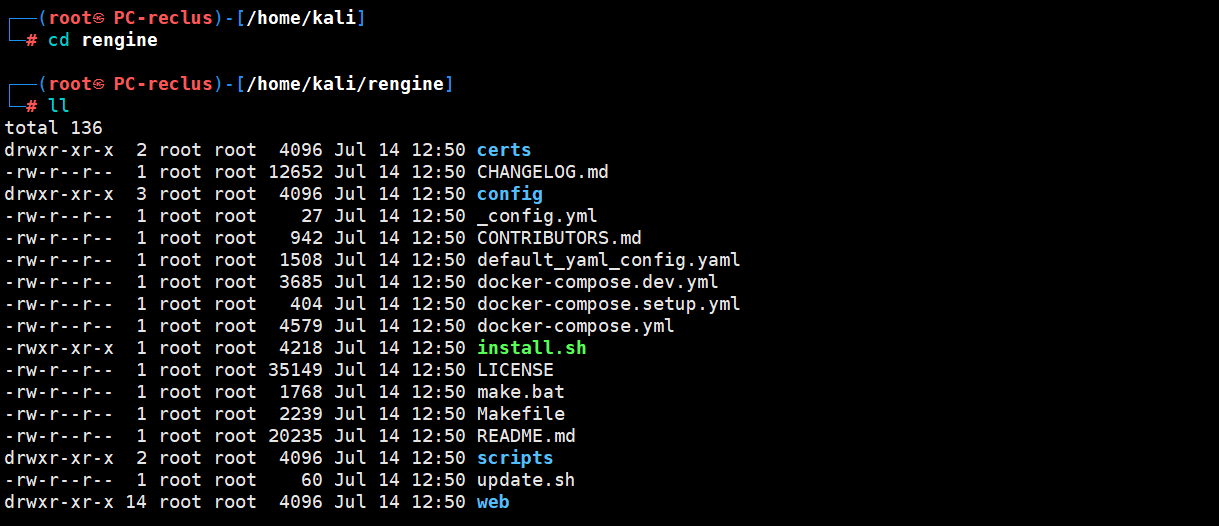 ┌──(root㉿ PC-reclus)-[/home/kali]
└─# cd rengine
┌──(root㉿ PC-reclus)-[/home/kali/rengine]
└─# ll
total 136
drwxr-xr-x  2 root root  4096 Jul 14 12:50 certs
-rw-r--r--  1 root root 12652 Jul 14 12:50 CHANGELOG.md
drwxr-xr-x  3 root root  4096 Jul 14 12:50 config
-rw-r--r--  1 root root    27 Jul 14 12:50 _config.yml
-rw-r--r--  1 root root   942 Jul 14 12:50 CONTRIBUTORS.md
-rw-r--r--  1 root root  1508 Jul 14 12:50 default_yaml_config.yaml
-rw-r--r--  1 root root  3685 Jul 14 12:50 docker-compose.dev.yml
-rw-r--r--  1 root root   404 Jul 14 12:50 docker-compose.setup.yml
-rw-r--r--  1 root root  4579 Jul 14 12:50 docker-compose.yml
-rwxr-xr-x  1 root root  4218 Jul 14 12:50 install.sh
-rw-r--r--  1 root root 35149 Jul 14 12:50 LICENSE
-rw-r--r--  1 root root  1768 Jul 14 12:50 make.bat
-rw-r--r--  1 root root  2239 Jul 14 12:50 Makefile
-rw-r--r--  1 root root 20235 Jul 14 12:50 README.md
drwxr-xr-x  2 root root  4096 Jul 14 12:50 scripts
-rw-r--r--  1 root root    60 Jul 14 12:50 update.sh
drwxr-xr-x 14 root root  4096 Jul 14 12:50 web